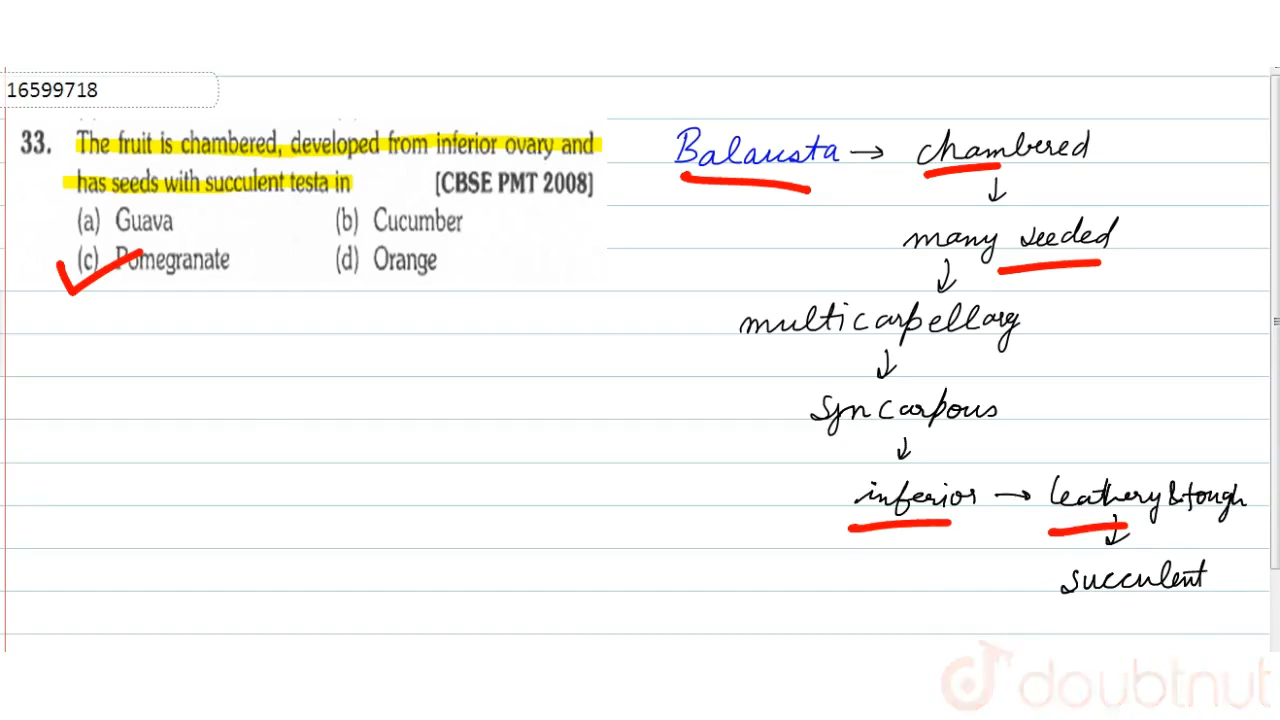 16599718
33. The fruit is chambered, developed from inferior ovary and
has seeds with succulent testa in [CBSE PMT 2008]
(a) Guava (b) Cucumber
(c) Pomegranate (d) Orange
Balausta → chambered
↓
many seeded
↓
multicarpellary
↓
Syncarpous
↓
inferior → leathery & tough
↓
succulent
doubtnut